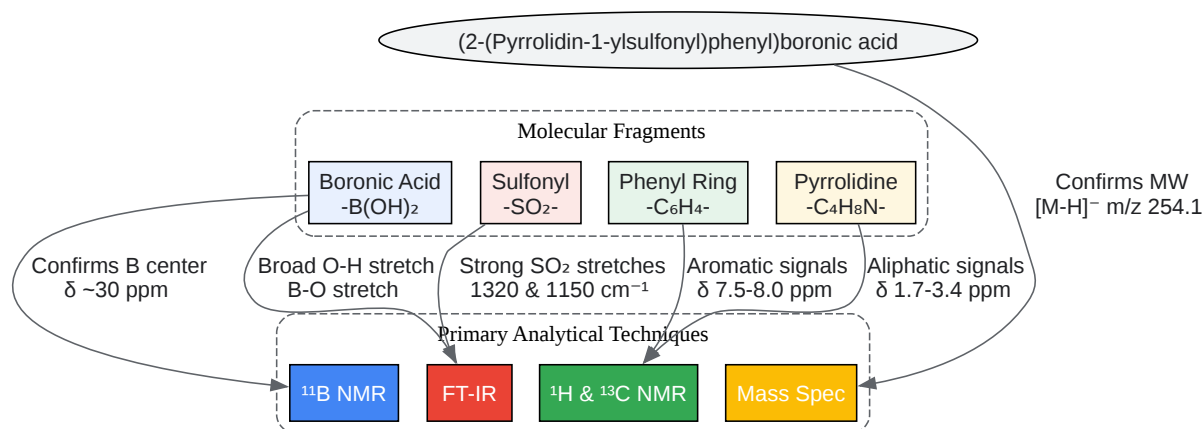 (2-(Pyrrolidin-1-ylsulfonyl)phenyl)boronic acid
Molecular Fragments
Boronic Acid
-B(OH)₂
Sulfonyl
-SO₂-
Phenyl Ring
-C₆H₄-
Pyrrolidine
-C₄H₈N-
Confirms MW
[M-H]⁻ m/z 254.1
Confirms B center
δ ~30 ppm
Broad O-H stretch
B-O stretch
Strong SO₂ stretches
1320 & 1150 cm⁻¹
Aromatic signals
δ 7.5-8.0 ppm
Aliphatic signals
δ 1.7-3.4 ppm
Primary Analytical Techniques
¹¹B NMR
FT-IR
¹H & ¹³C NMR
Mass Spec